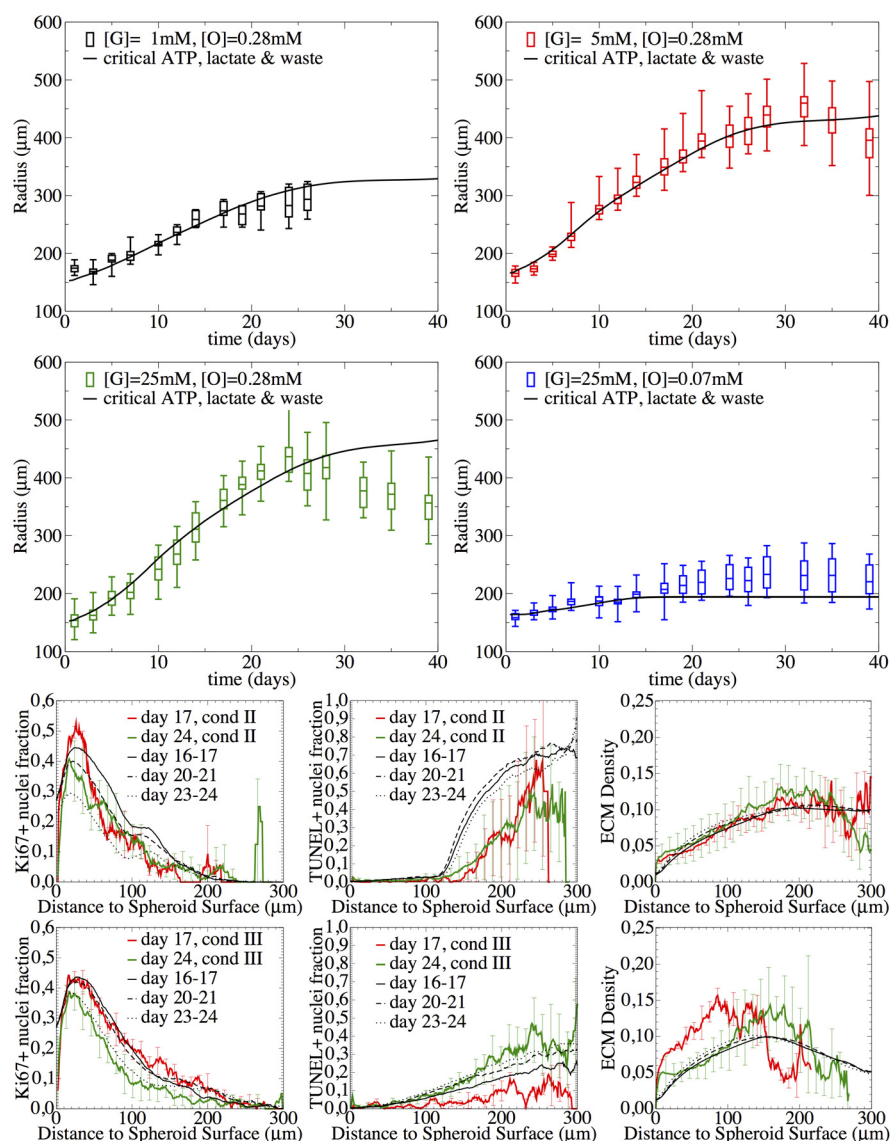 [G]= 1mM, [O]=0.28mM
critical ATP, lactate & waste
Radius (μm)
600
500
400
300
200
100
0 10 20 30 40
time (days)
[G]= 5mM, [O]=0.28mM
critical ATP, lactate & waste
Radius (μm)
600
500
400
300
200
100
0 10 20 30 40
time (days)
[G]=25mM, [O]=0.28mM
critical ATP, lactate & waste
Radius (μm)
600
500
400
300
200
100
0 10 20 30 40
time (days)
[G]=25mM, [O]=0.07mM
critical ATP, lactate & waste
Radius (μm)
600
500
400
300
200
100
0 10 20 30 40
time (days)
day 17, cond II
day 24, cond II
day 16-17
day 20-21
day 23-24
Ki67+ nuclei fraction
0,6
0,5
0,4
0,3
0,2
0,1
0,0
0 100 200 300
Distance to Spheroid Surface (μm)
day 17, cond II
day 24, cond II
day 16-17
day 20-21
day 23-24
TUNEL+ nuclei fraction
1,0
0,9
0,8
0,7
0,6
0,5
0,4
0,3
0,2
0,1
0,0
0 100 200 300
Distance to Spheroid Surface (μm)
ECM Density
0,25
0,20
0,15
0,10
0,05
0,00
0 100 200 300
Distance to Spheroid Surface (μm)
day 17, cond III
day 24, cond III
day 16-17
day 20-21
day 23-24
Ki67+ nuclei fraction
0,6
0,5
0,4
0,3
0,2
0,1
0,0
0 100 200 300
Distance to Spheroid Surface (μm)
day 17, cond III
day 24, cond III
day 16-17
day 20-21
day 23-24
TUNEL+ nuclei fraction
1,0
0,9
0,8
0,7
0,6
0,5
0,4
0,3
0,2
0,1
0,0
0 100 200 300
Distance to Spheroid Surface (μm)
ECM Density
0,25
0,20
0,15
0,10
0,05
0,00
0 100 200 300
Distance to Spheroid Surface (μm)